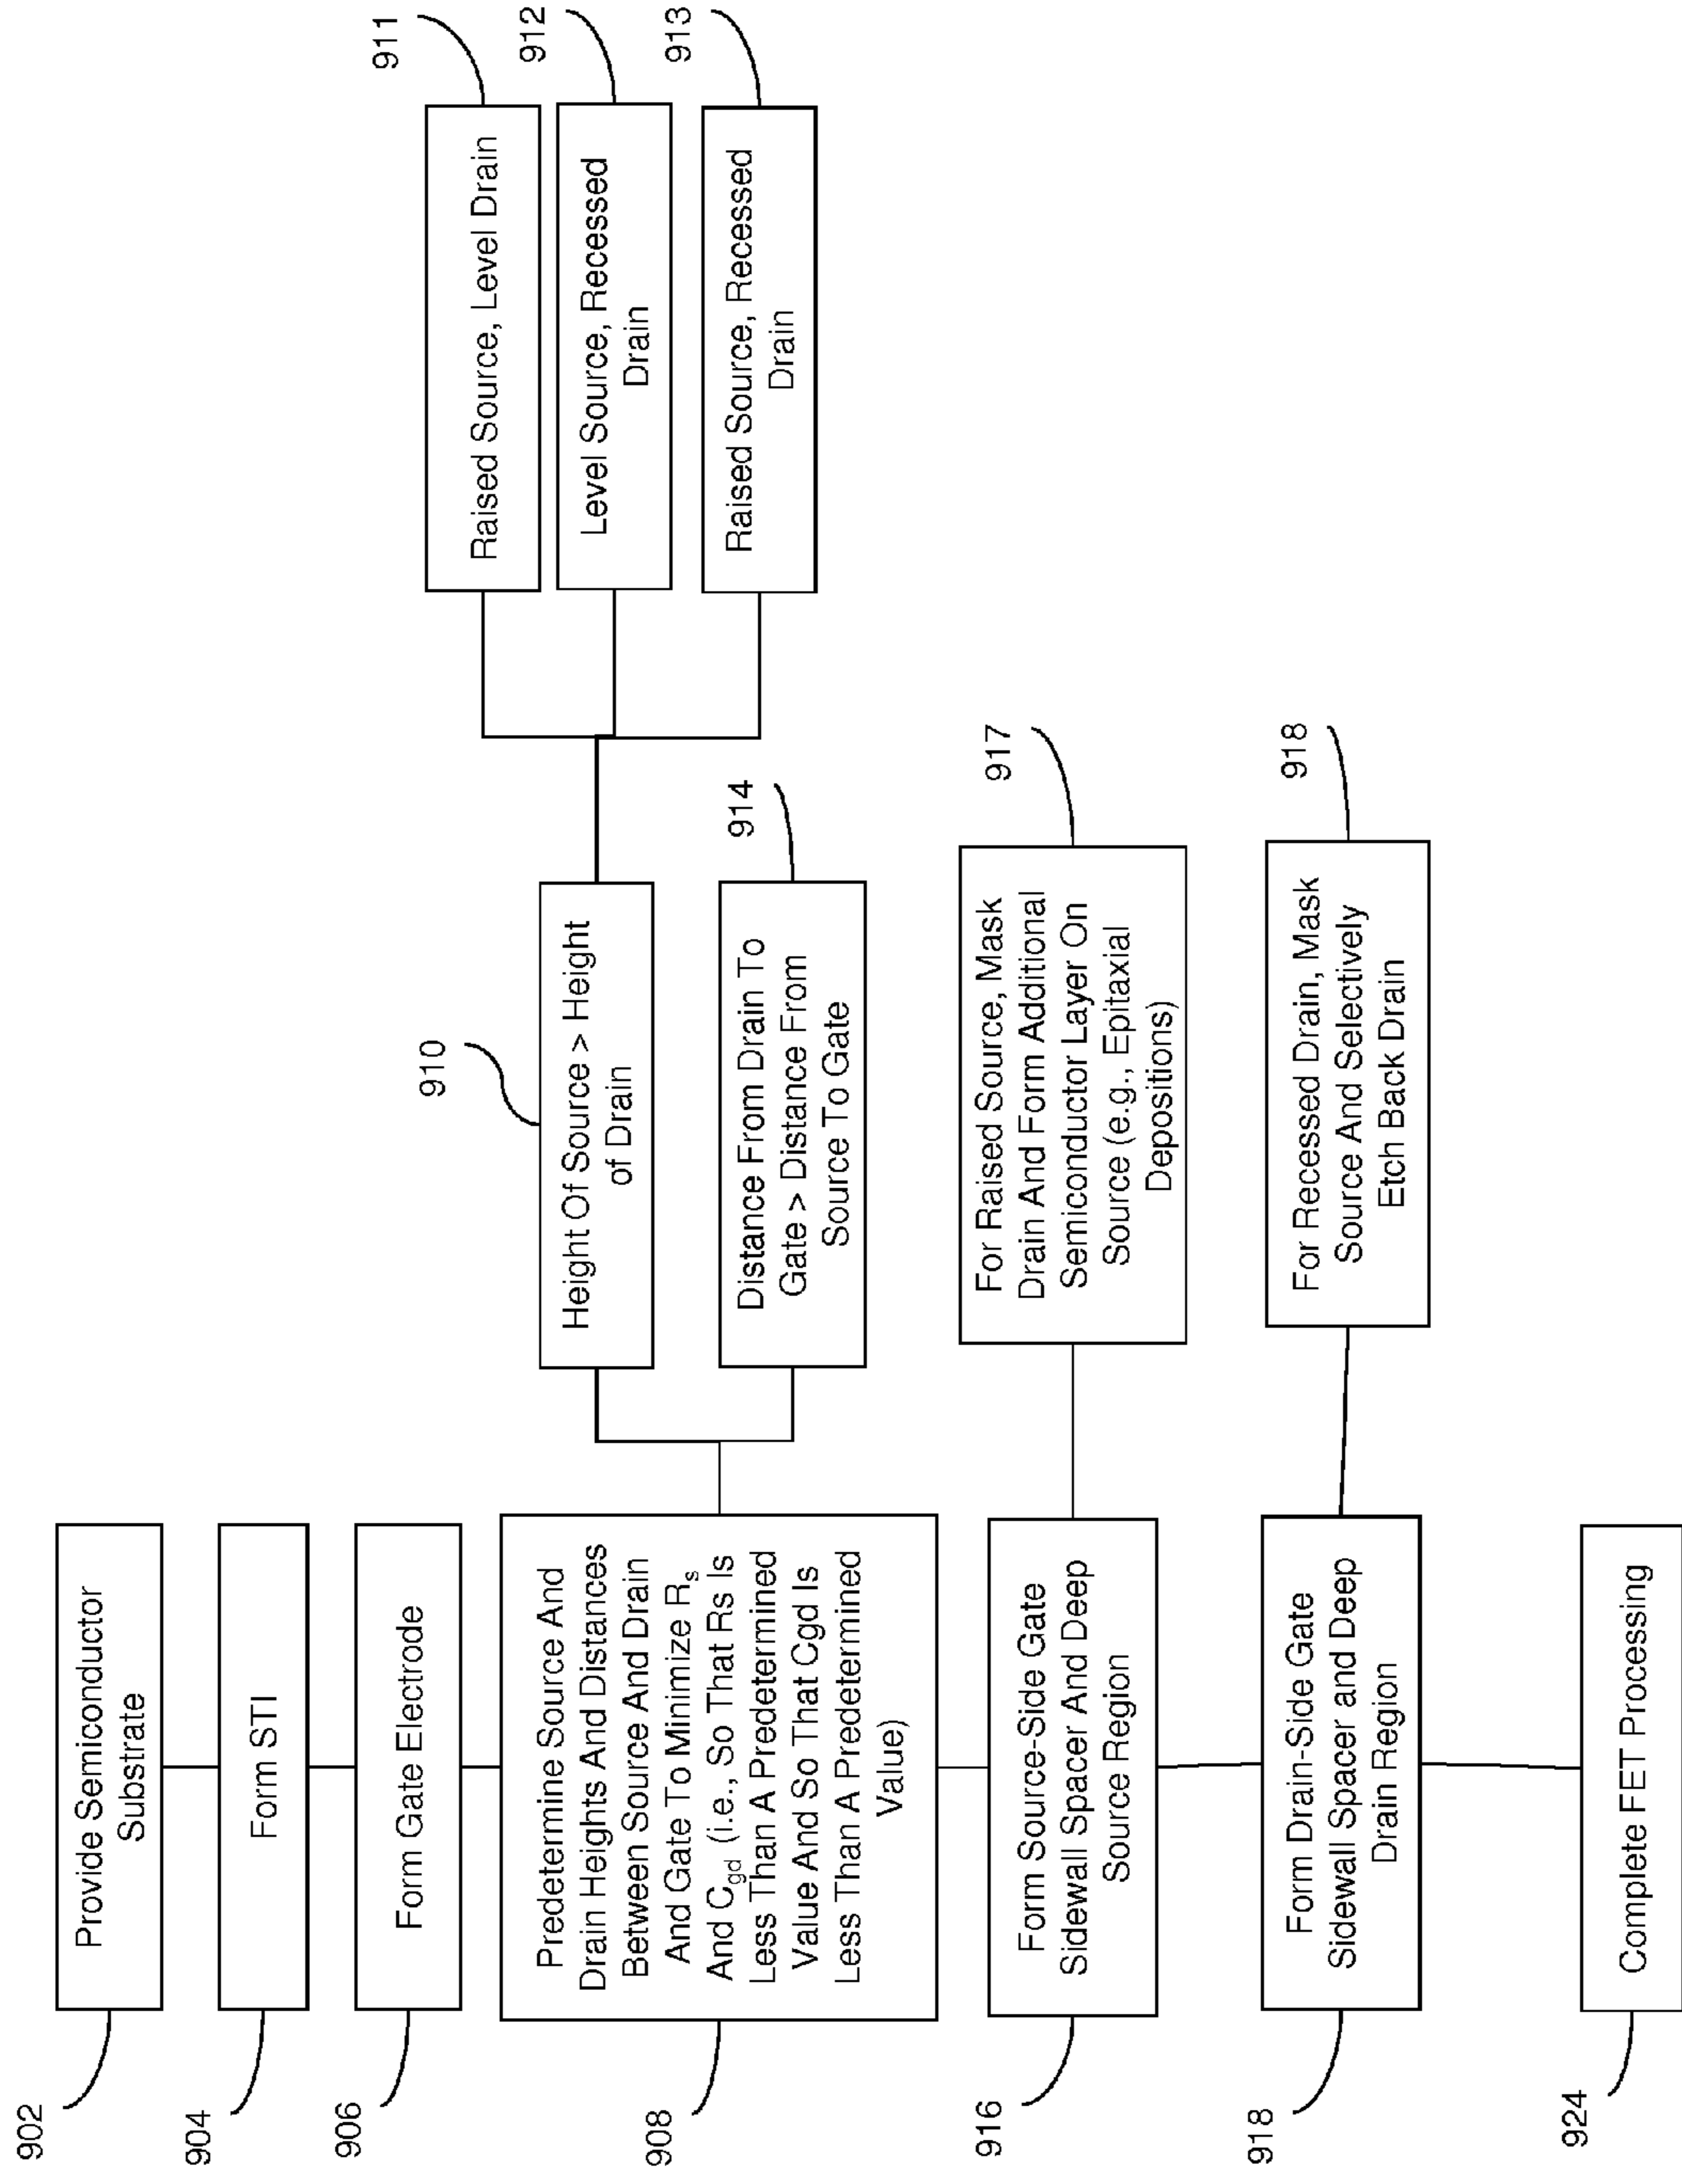 902
Provide Semiconductor
Substrate
904
Form STI
906
Form Gate Electrode
908
Predetermine Source And
Drain Heights And Distances
Between Source And Drain
And Gate To Minimize Rs
And Cgd (i.e., So That Rs Is
Less Than A Predetermined
Value And So That Cgd Is
Less Than A Predetermined
Value)
910
Height Of Source > Height
of Drain
911
Raised Source, Level Drain
912
Level Source, Recessed
Drain
913
Raised Source, Recessed
Drain
914
Distance From Drain To
Gate > Distance From
Source To Gate
916
Form Source-Side Gate
Sidewall Spacer And Deep
Source Region
917
For Raised Source, Mask
Drain And Form Additional
Semiconductor Layer On
Source (e.g., Epitaxial
Depositions)
918
Form Drain-Side Gate
Sidewall Spacer and Deep
Drain Region
918
For Recessed Drain, Mask
Source And Selectively
Etch Back Drain
924
Complete FET Processing